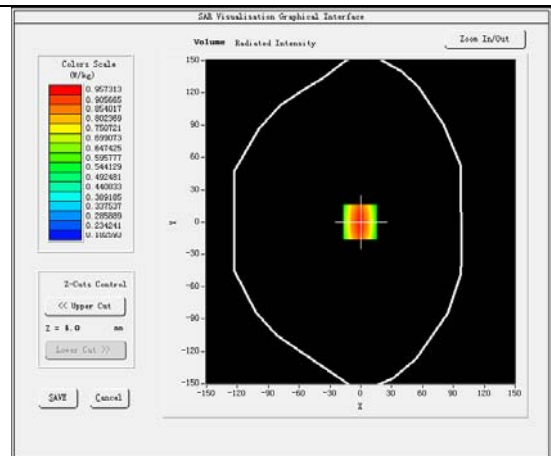 SAR Visualisation Graphical Interface
Volume Radiated Intensity
Zoom In/Out
Colors Scale
(W/kg)
0.957313
0.905665
0.854017
0.802369
0.750721
0.699073
0.647425
0.595777
0.544129
0.492481
0.440833
0.389185
0.337537
0.285889
0.234241
0.182593
Z-Cuts Control
<< Upper Cut
Z = 4.0 mm
Lower Cut >>
SAVE Cancel
150
120
90
60
30
0
-30
-60
-90
-120
-150
Y
-150 -120 -90 -60 -30 0 30 60 90 120 150
X